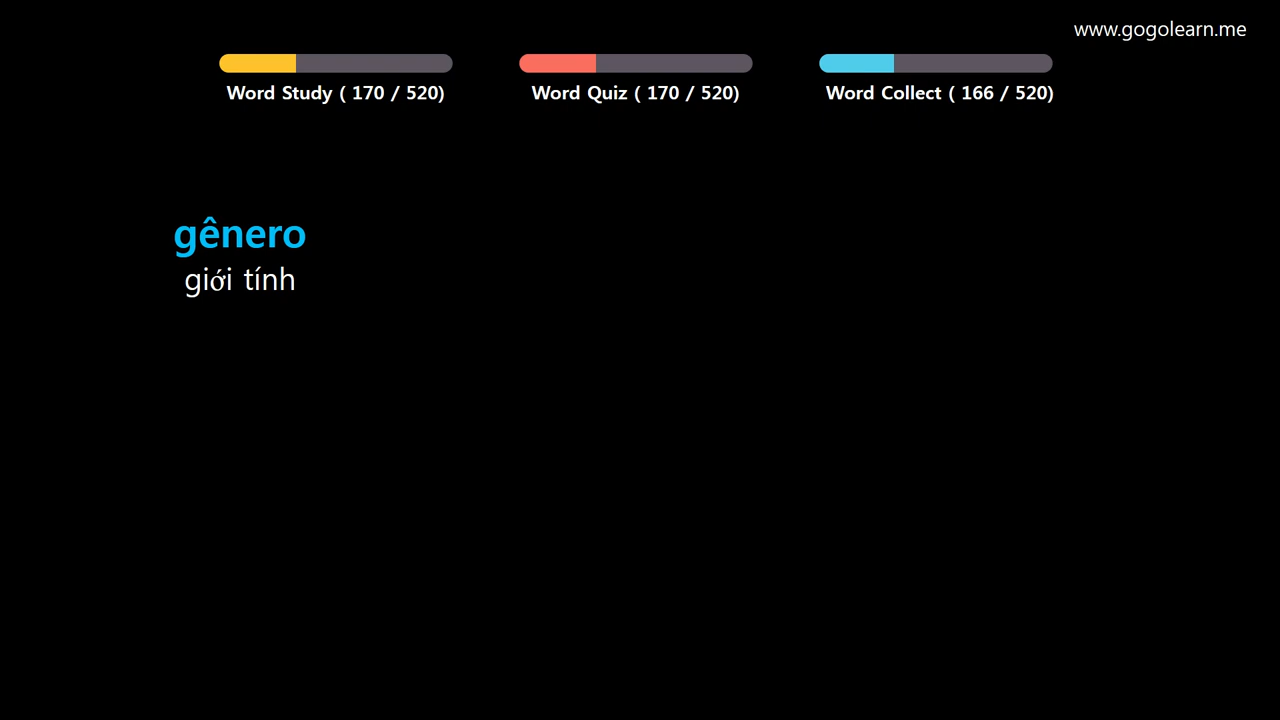 www.gogolearn.me
Word Study ( 170 / 520)
Word Quiz ( 170 / 520)
Word Collect ( 166 / 520)
gênero
giới tính